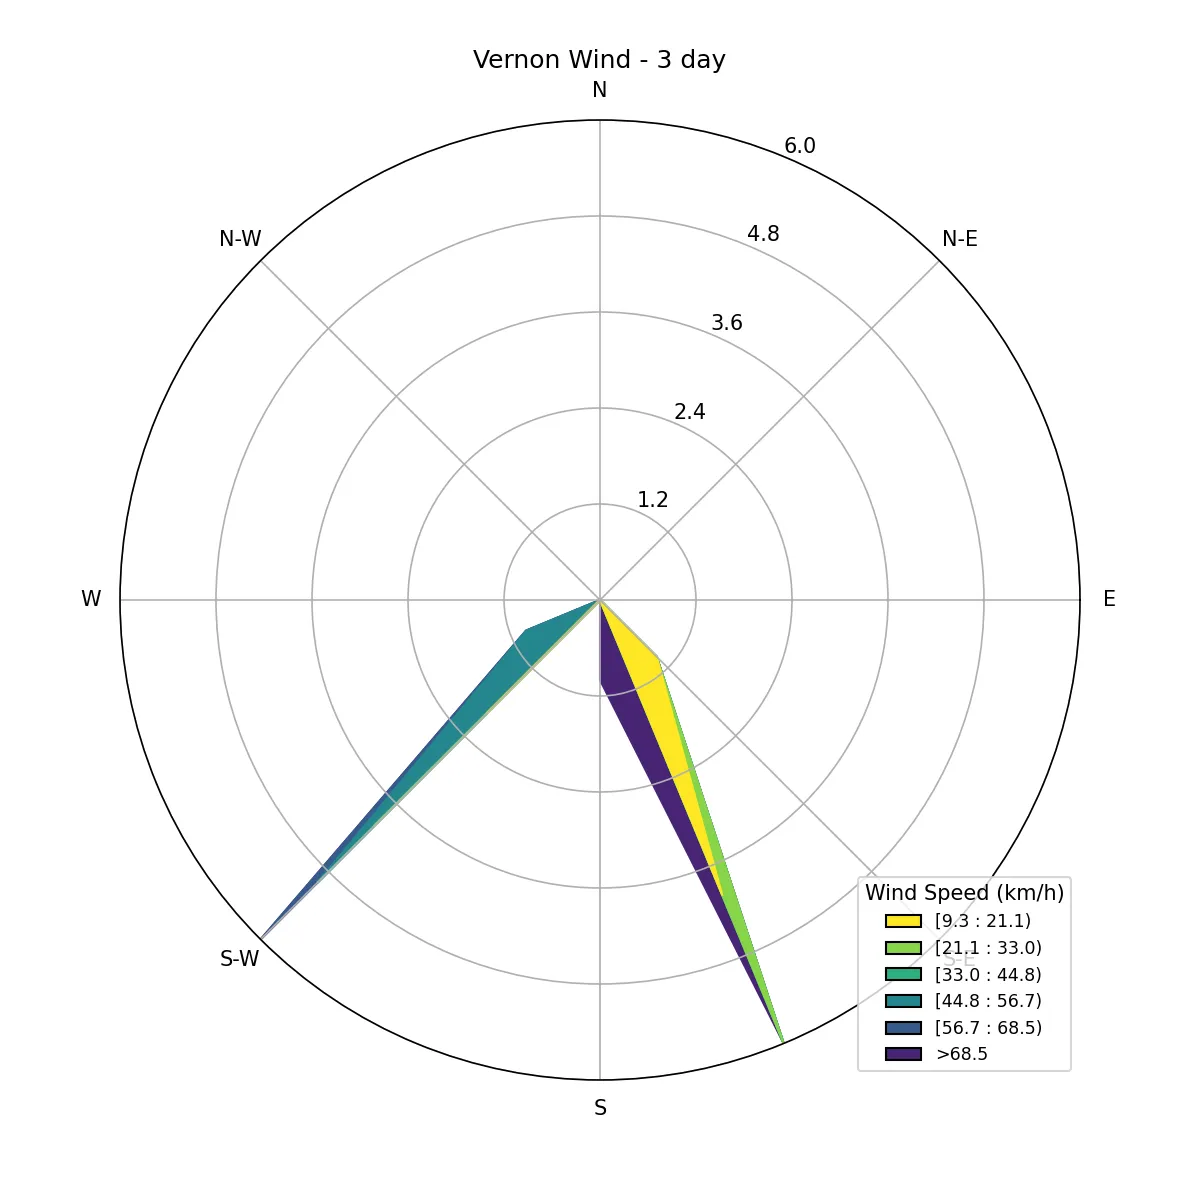 Vernon Wind - 3 day
N
6.0
N-W
N-E
4.8
3.6
2.4
1.2
W
E
S-W
S-E
S
Wind Speed (km/h)
[9.3 : 21.1)
[21.1 : 33.0)
[33.0 : 44.8)
[44.8 : 56.7)
[56.7 : 68.5)
>68.5